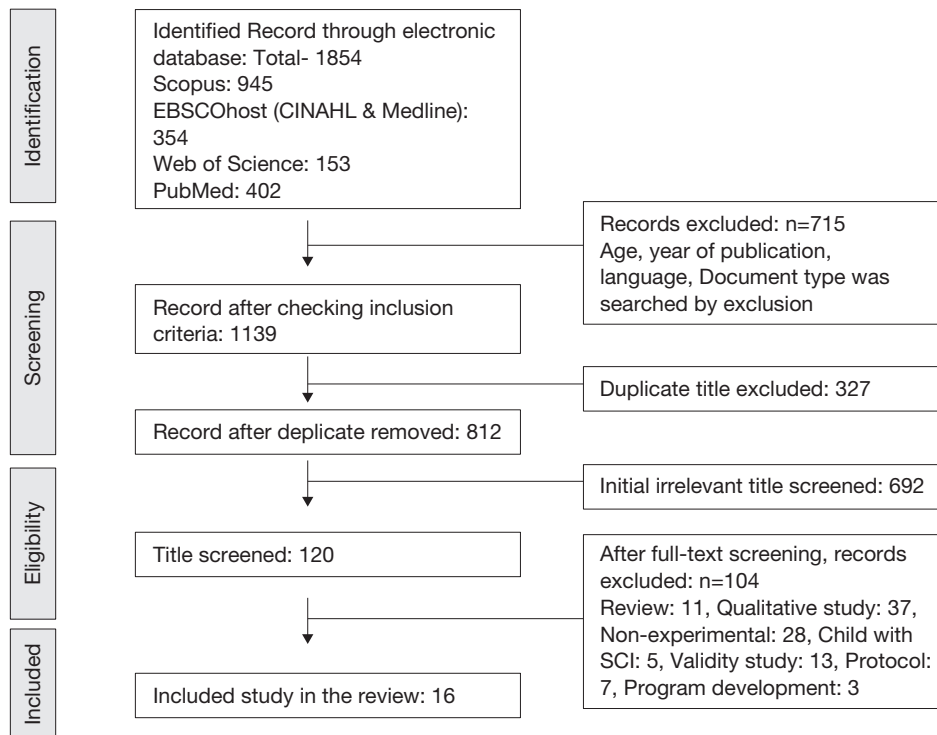 Identification
Identified Record through electronic
database: Total- 1854
Scopus: 945
EBSCOhost (CINAHL & Medline):
354
Web of Science: 153
PubMed: 402
Screening
Records excluded: n=715
Age, year of publication,
language, Document type was
searched by exclusion
Record after checking inclusion
criteria: 1139
Duplicate title excluded: 327
Record after deplicate removed: 812
Eligibility
Initial irrelevant title screened: 692
Title screened: 120
After full-text screening, records
excluded: n=104
Review: 11, Qualitative study: 37,
Non-experimental: 28, Child with
SCI: 5, Validity study: 13, Protocol:
7, Program development: 3
Included
Included study in the review: 16